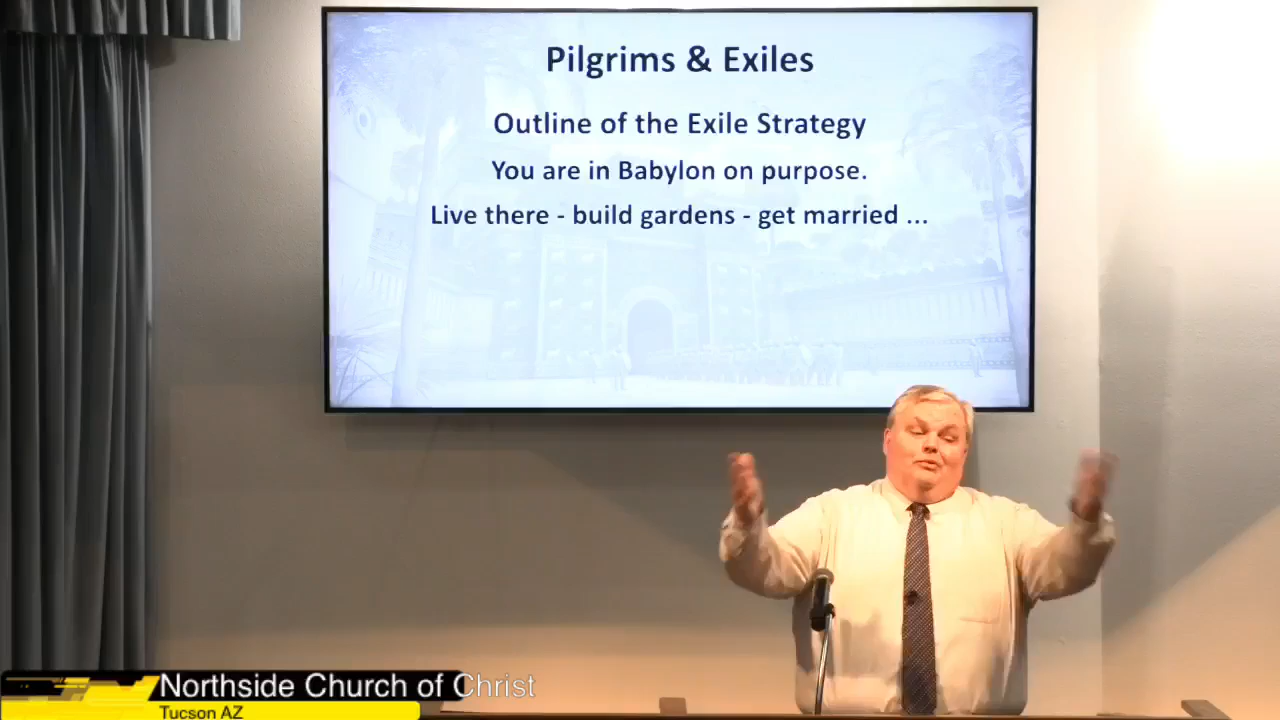 Pilgrims & Exiles
Outline of the Exile Strategy
You are in Babylon on purpose.
Live there - build gardens - get married ...
Northside Church of Christ
Tucson AZ